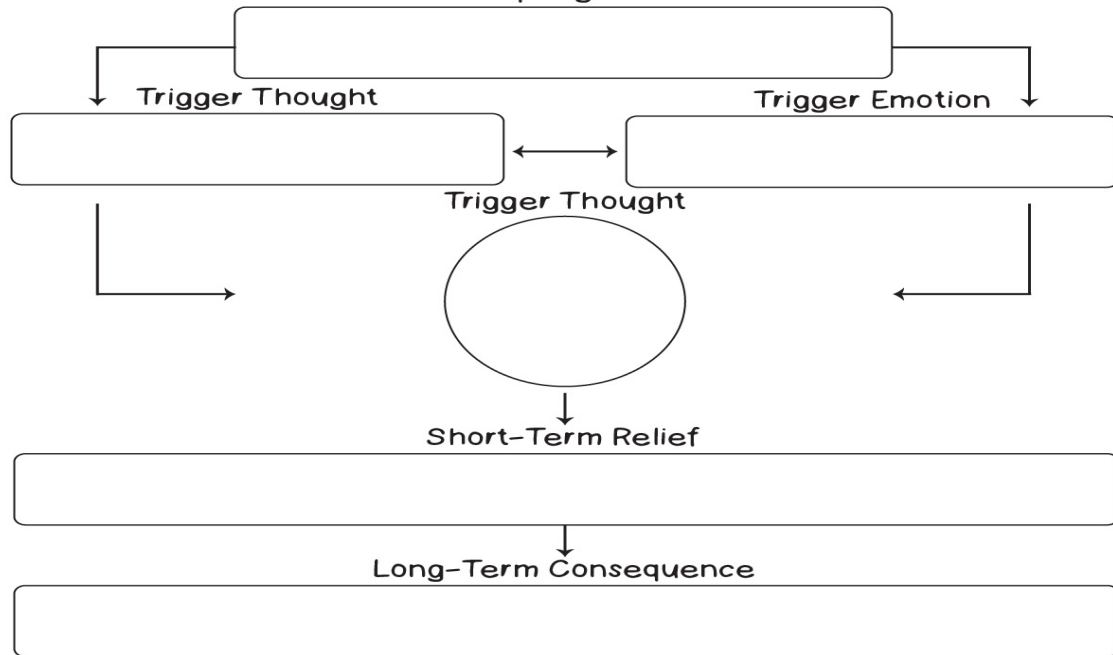 Trigger Thought
Trigger Emotion
Trigger Thought
Short-Term Relief
Long-Term Consequence